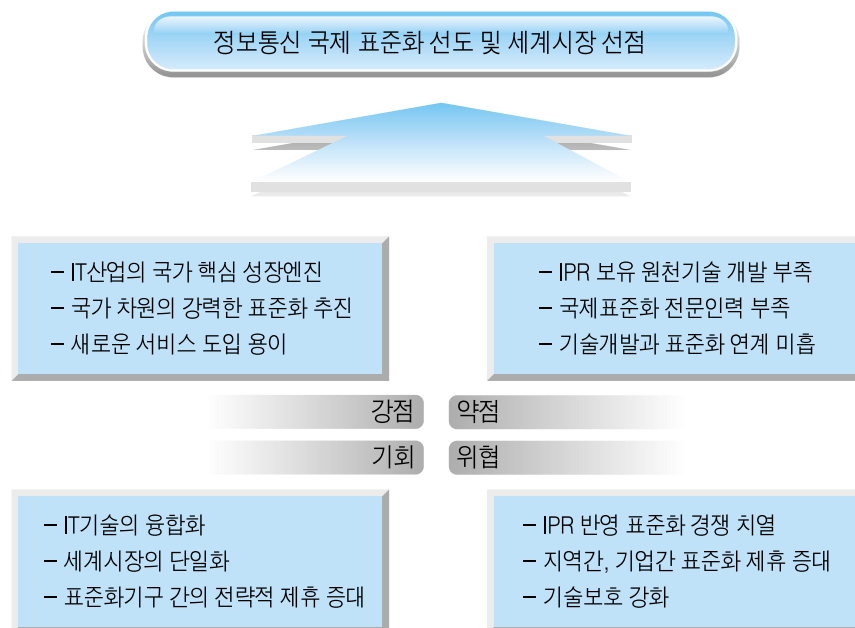 정보통신 국제 표준화 선도 및 세계시장 선점
– IT산업의 국가 핵심 성장엔진
– 국가 차원의 강력한 표준화 추진
– 새로운 서비스 도입 용이
– IPR 보유 원천기술 개발 부족
– 국제표준화 전문인력 부족
– 기술개발과 표준화 연계 미흡
강점
약점
기회
위협
– IT기술의 융합화
– 세계시장의 단일화
– 표준화기구 간의 전략적 제휴 증대
– IPR 반영 표준화 경쟁 치열
– 지역간, 기업간 표준화 제휴 증대
– 기술보호 강화